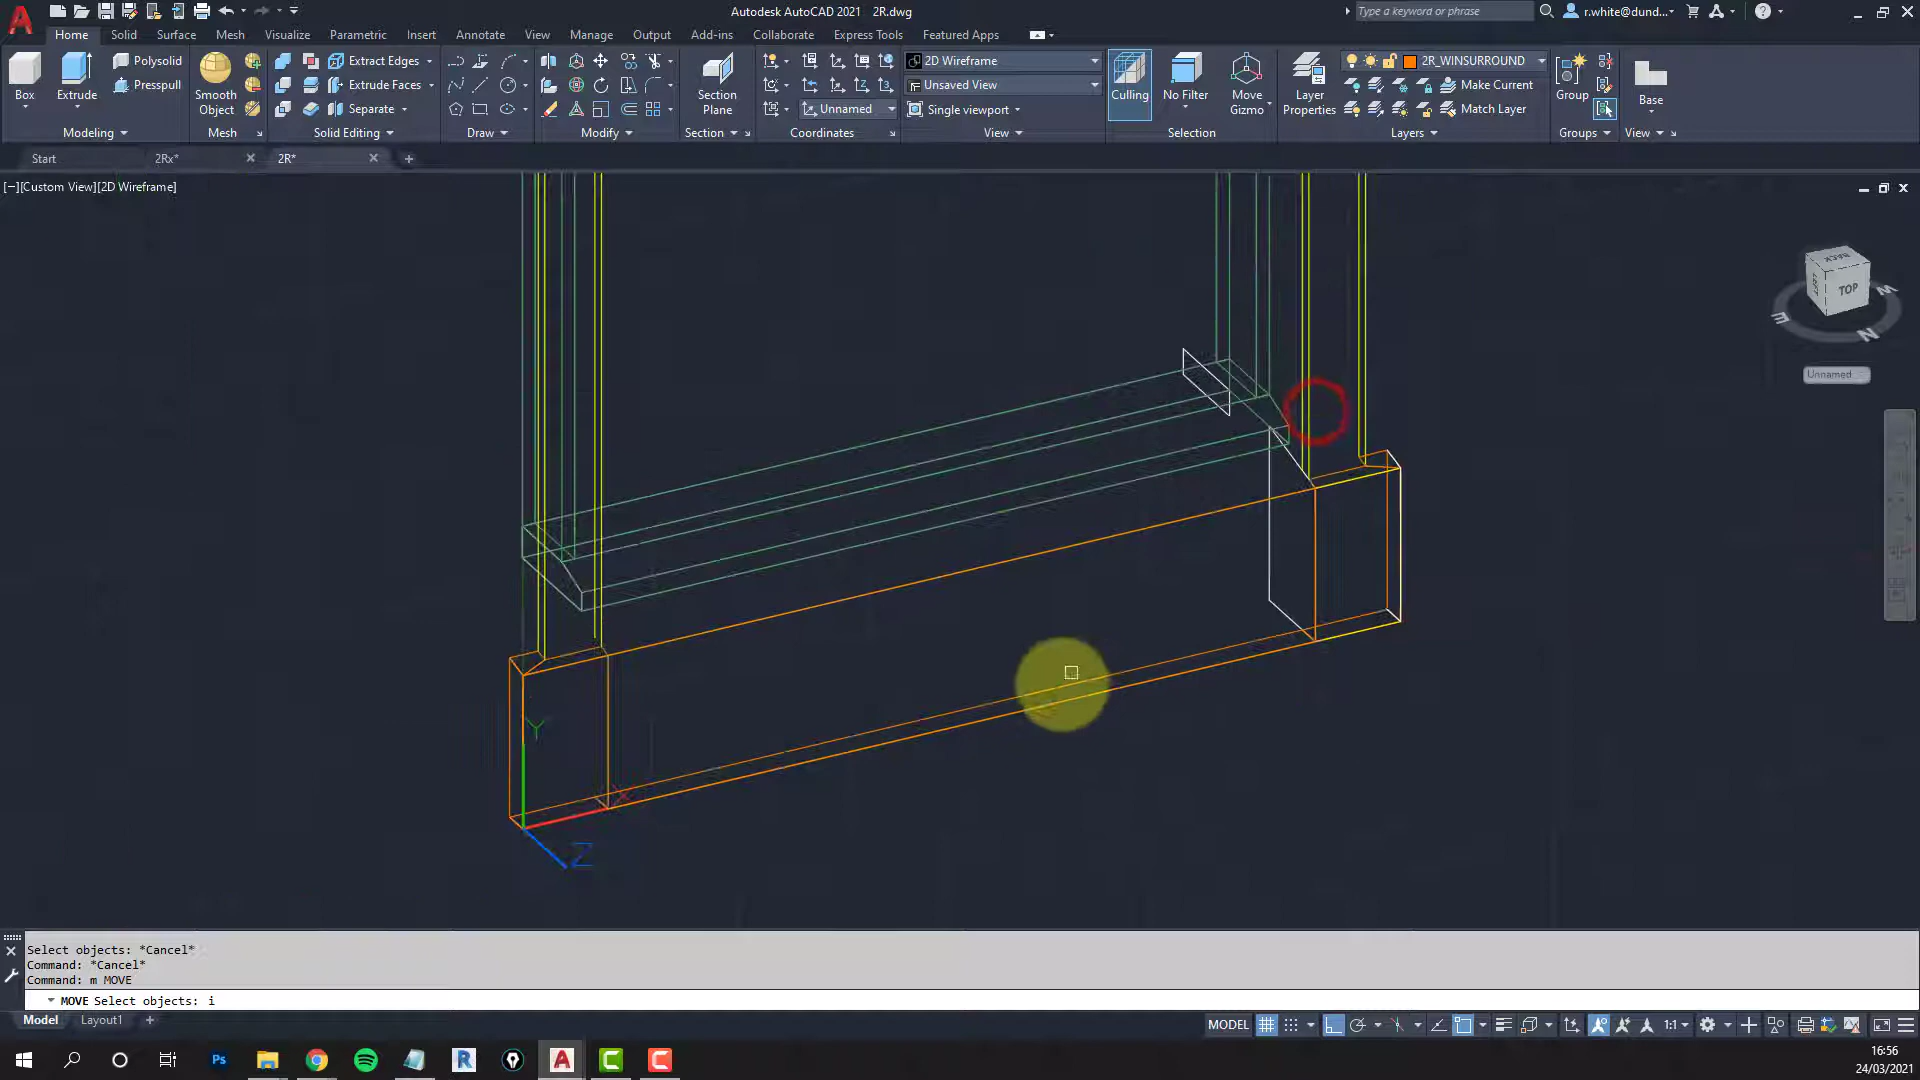 Autodesk AutoCAD 2021   2R.dwg
Type a keyword or phrase
r.white@dund...
Home Solid Surface Mesh Visualize Parametric Insert Annotate View Manage Output Add-ins Collaborate Express Tools Featured Apps
Box
Extrude
Polysolid
Presspull
Modeling
Smooth
Object
Mesh
Extract Edges
Extrude Faces
Separate
Solid Editing
Draw
Modify
Section
Plane
Section
Unnamed
Coordinates
2D Wireframe
Unsaved View
Single viewport
View
Culling
No Filter
Move
Gizmo
Selection
Layer
Properties
2R_WINSURROUND
Make Current
Match Layer
Layers
Group
Groups
Base
View
Start
2Rx*
2R*
[−][Custom View][2D Wireframe]
BACK
LEFT
TOP
E
N
W
Unnamed
Y
X
Z
Select objects: *Cancel*
Command: *Cancel*
Command: m MOVE
MOVE Select objects: i
Model Layout1
MODEL
1:1
Ps
R
A
C
C
16:56
24/03/2021